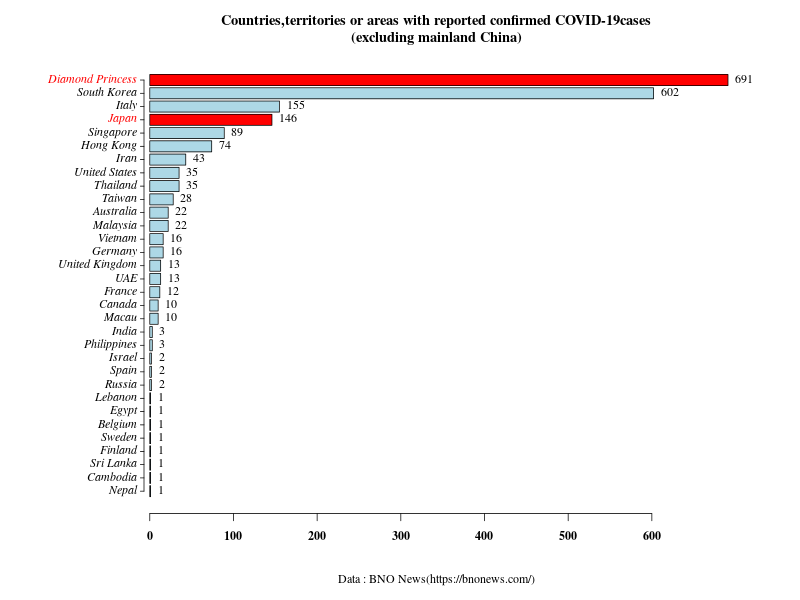 Countries,territories or areas with reported confirmed COVID-19cases
(excluding mainland China)
Diamond Princess 691
South Korea 602
Italy 155
Japan 146
Singapore 89
Hong Kong 74
Iran 43
United States 35
Thailand 35
Taiwan 28
Australia 22
Malaysia 22
Vietnam 16
Germany 16
United Kingdom 13
UAE 13
France 12
Canada 10
Macau 10
India 3
Philippines 3
Israel 2
Spain 2
Russia 2
Lebanon 1
Egypt 1
Belgium 1
Sweden 1
Finland 1
Sri Lanka 1
Cambodia 1
Nepal 1
0 100 200 300 400 500 600
Data : BNO News(https://bnonews.com/)